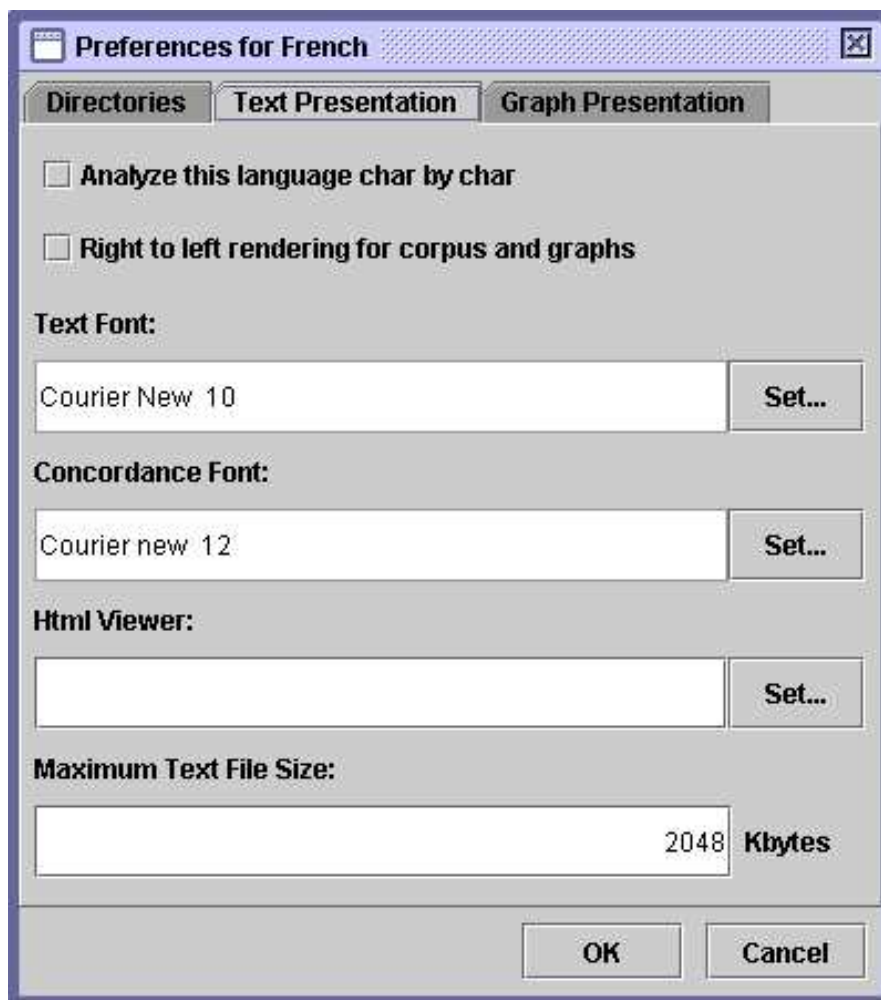 Preferences for French
Directories Text Presentation Graph Presentation
Analyze this language char by char
Right to left rendering for corpus and graphs
Text Font:
Courier New 10 Set...
Concordance Font:
Courier new 12 Set...
Html Viewer:
Set...
Maximum Text File Size:
2048 Kbytes
OK Cancel